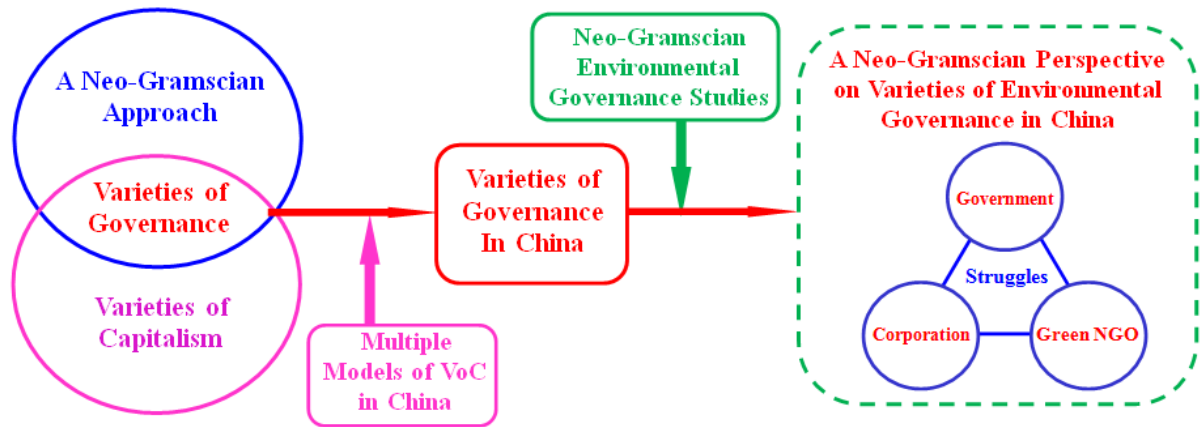 A Neo-Gramscian
Approach
Varieties of
Governance
Varieties of
Capitalism
Multiple
Models of VoC
in China
Varieties of
Governance
In China
Neo-Gramscian
Environmental
Governance Studies
A Neo-Gramscian Perspective
on Varieties of Environmental
Governance in China
Government
Struggles
Corporation
Green NGO